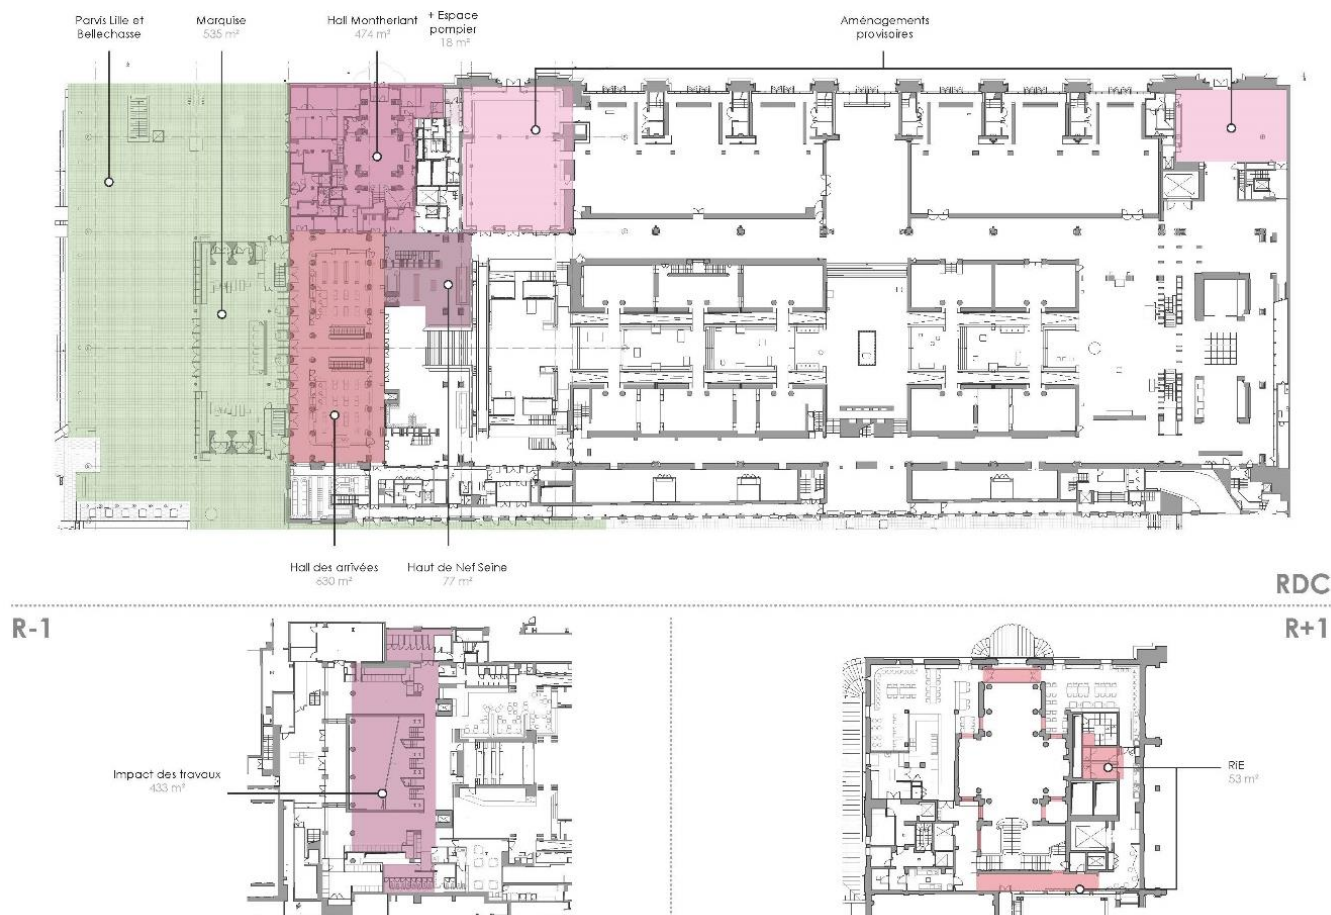 Parvis Lille et
Bellechasse
Marquise
535 m²
Hall Montherlant
474 m²
+ Espace
pompier
18 m²
Aménagements
provisoires
Hall des arrivées
630 m²
Haut de Nef Seine
77 m²
RDC
R-1
R+1
Impact des travaux
433 m²
RiE
53 m²